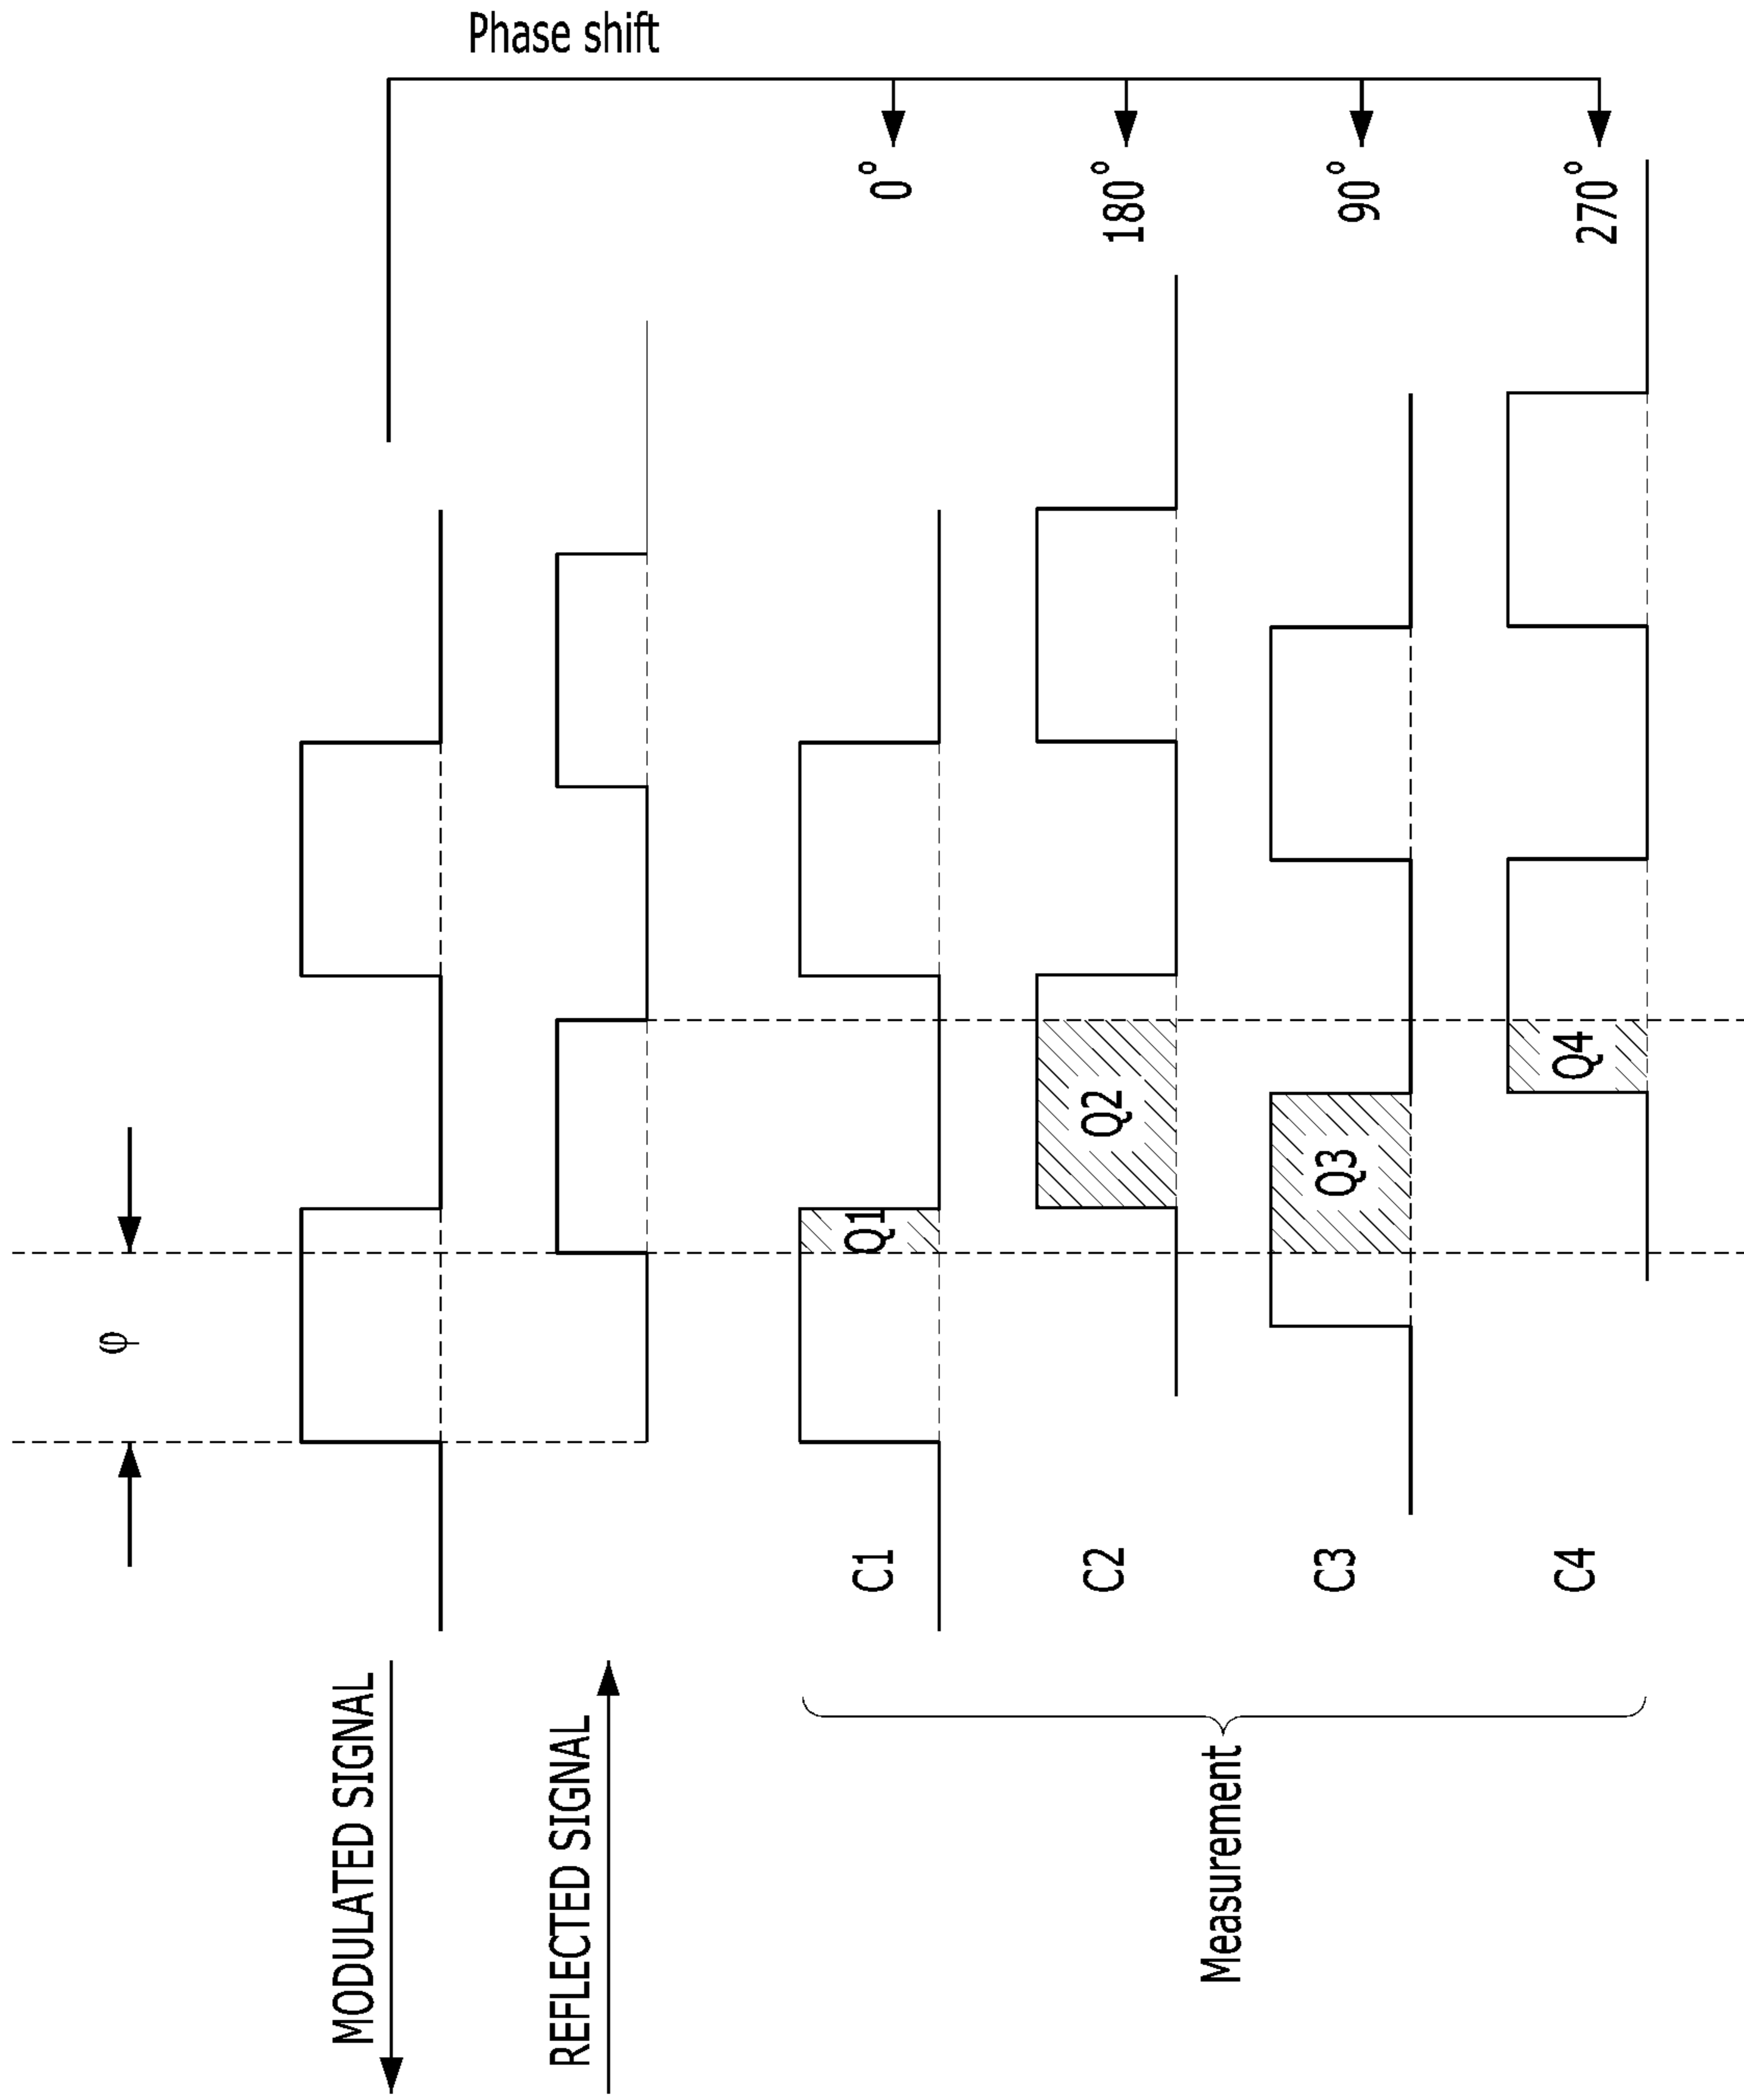 φ
MODULATED SIGNAL
REFLECTED SIGNAL
Phase shift
Measurement
C1
Q1
0°
C2
Q2
180°
C3
Q3
90°
C4
Q4
270°